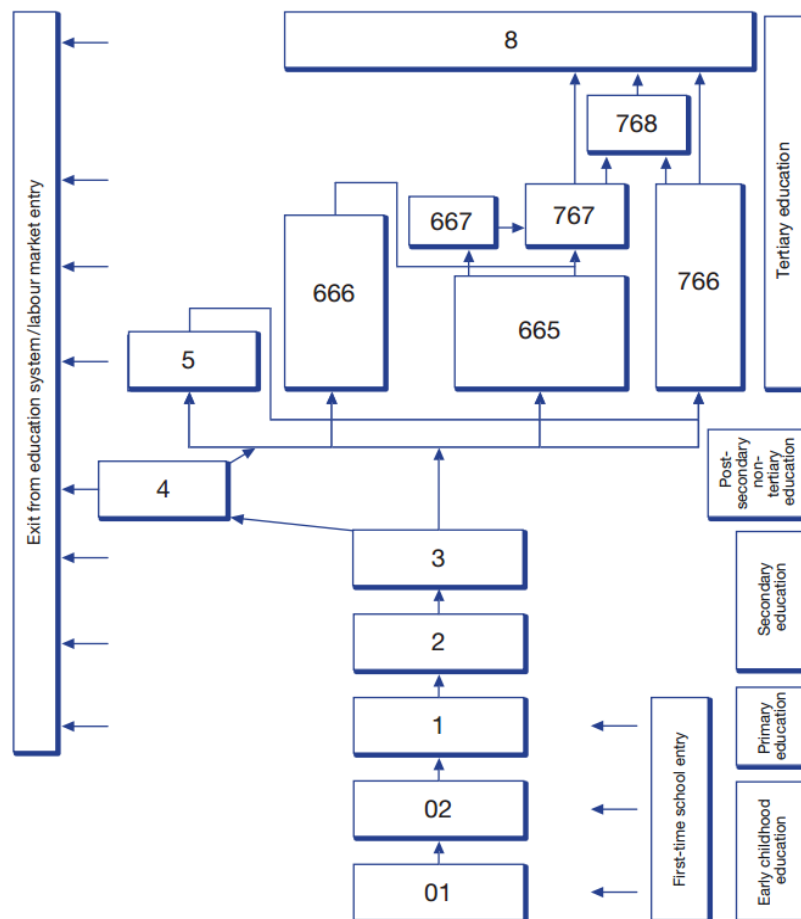 8
768
667
767
666
665
766
5
4
3
2
1
02
01
Exit from education system/labour market entry
First-time school entry
Tertiary education
Post-
secondary
non-
tertiary
education
Secondary
education
Primary
education
Early childhood
education